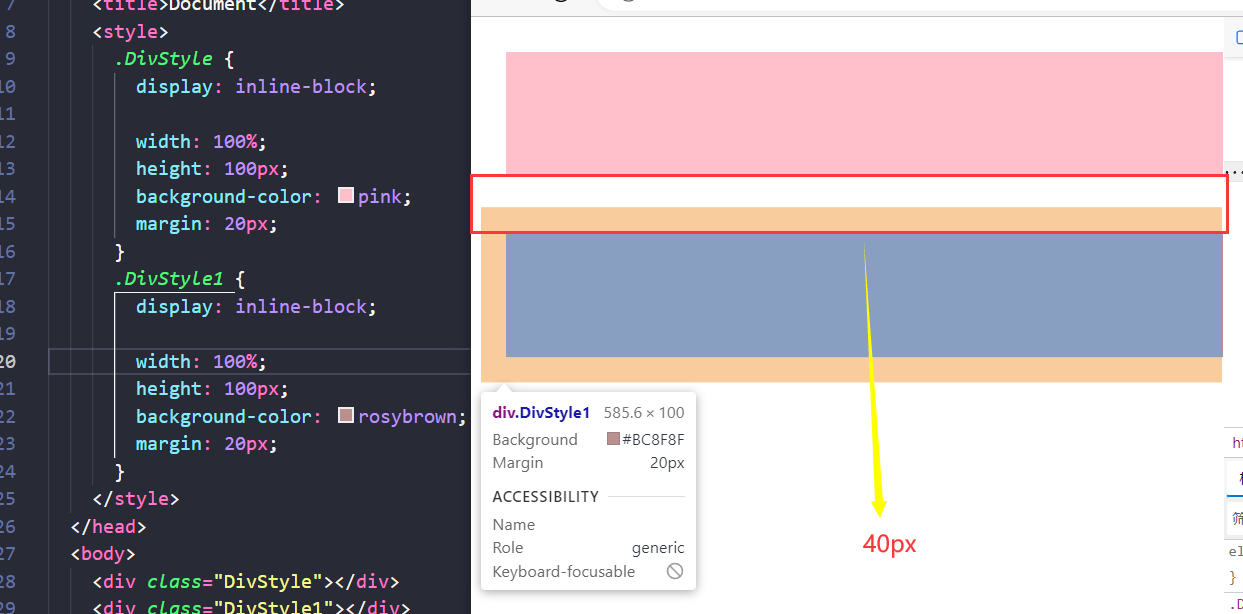 7 <title>Document</title>
8 <style>
9 .DivStyle {
10 display: inline-block;
11
12 width: 100%;
13 height: 100px;
14 background-color: pink;
15 margin: 20px;
16 }
17 .DivStyle1 {
18 display: inline-block;
19
20 width: 100%;
21 height: 100px;
22 background-color: rosybrown;
23 margin: 20px;
24 }
25 </style>
26 </head>
27 <body>
28 <div class="DivStyle"></div>
29 <div class="DivStyle1"></div>
div.DivStyle1 585.6 × 100
Background #BC8F8F
Margin 20px
ACCESSIBILITY
Name
Role generic
Keyboard-focusable
40px
...
筛
el
}
.D